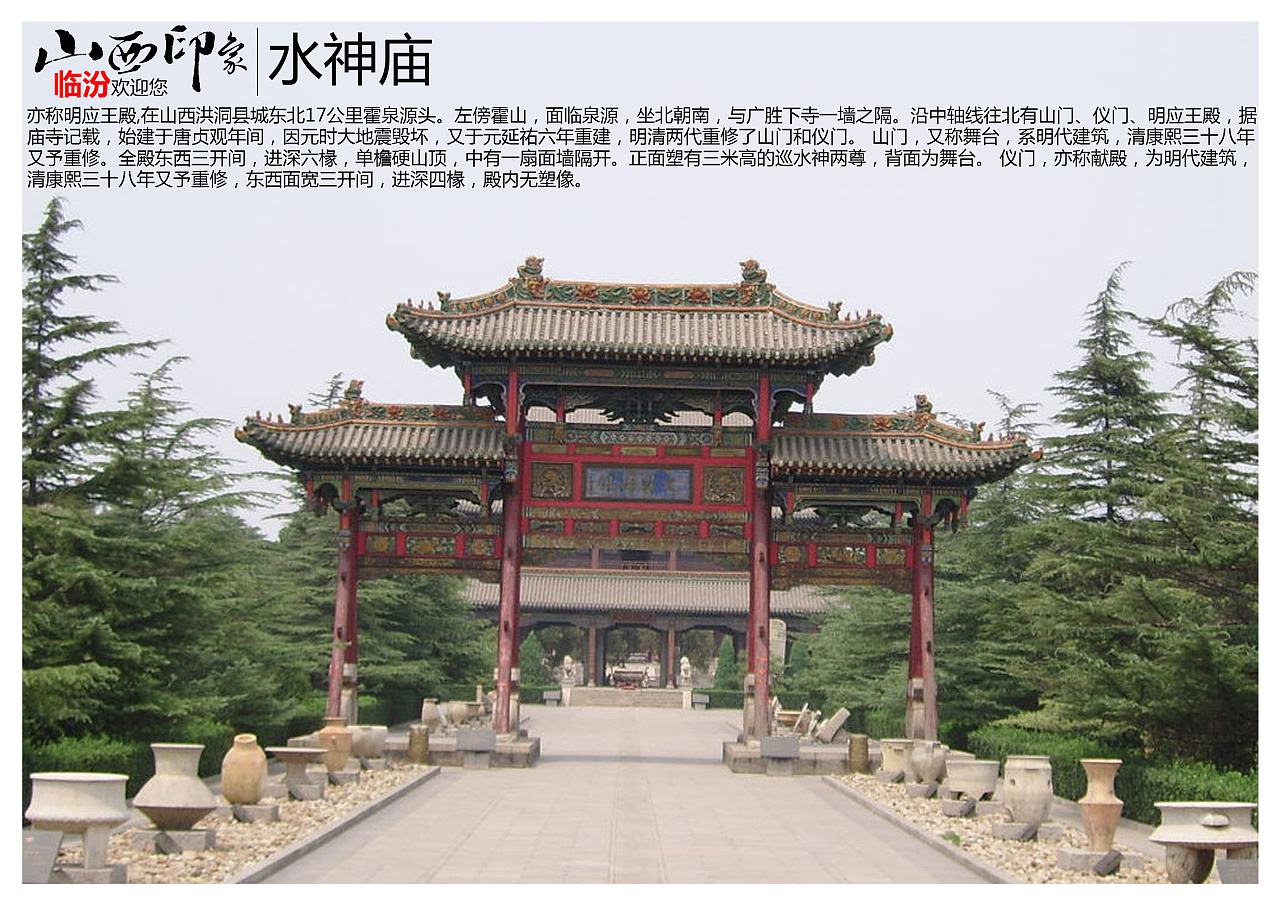 山西印象
临汾欢迎您
水神庙
亦称明应王殿,在山西洪洞县城东北17公里霍泉源头。左傍霍山，面临泉源，坐北朝南，与广胜下寺一墙之隔。沿中轴线往北有山门、仪门、明应王殿，据
庙寺记载，始建于唐贞观年间，因元时大地震毁坏，又于元延祐六年重建，明清两代重修了山门和仪门。 山门，又称舞台，系明代建筑，清康熙三十八年
又予重修。全殿东西三开间，进深六椽，单檐硬山顶，中有一扇面墙隔开。正面塑有三米高的巡水神两尊，背面为舞台。 仪门，亦称献殿，为明代建筑，
清康熙三十八年又予重修，东西面宽三开间，进深四椽，殿内无塑像。